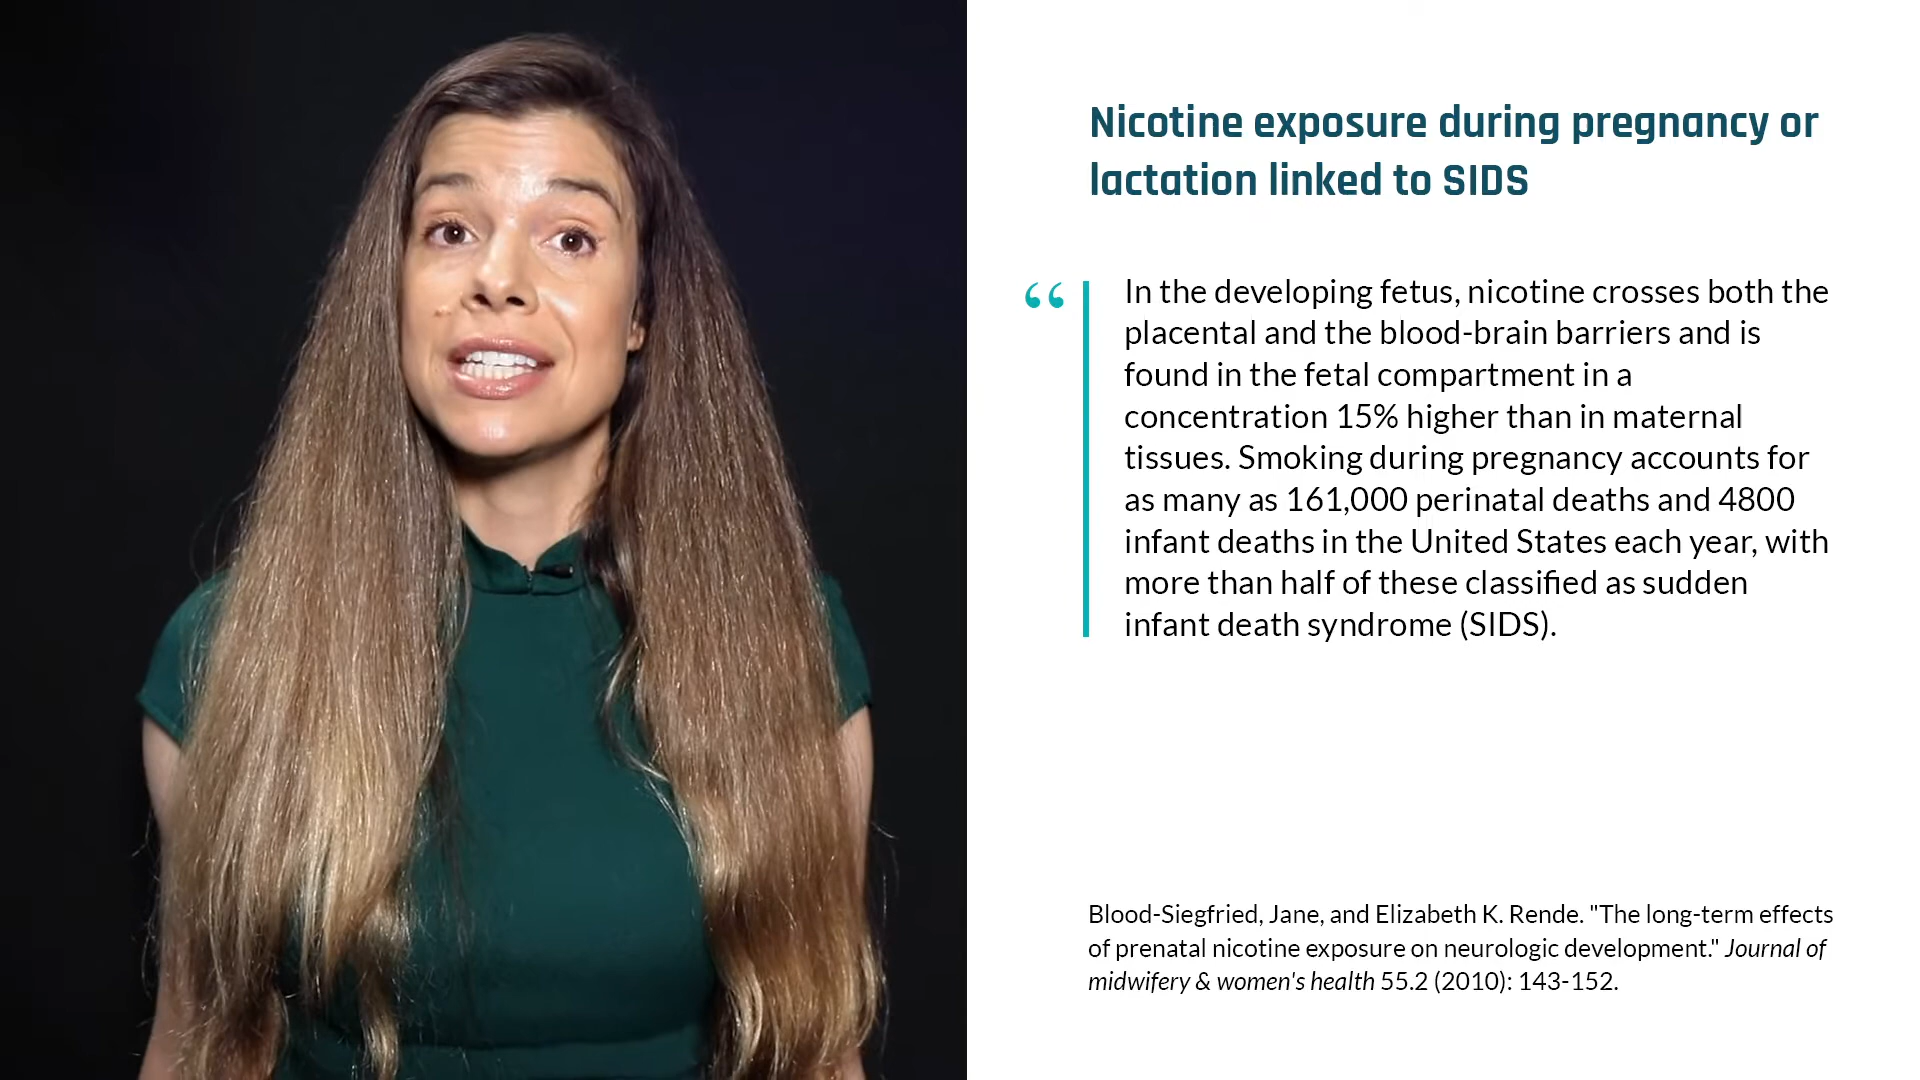 Nicotine exposure during pregnancy or
lactation linked to SIDS
“
In the developing fetus, nicotine crosses both the
placental and the blood-brain barriers and is
found in the fetal compartment in a
concentration 15% higher than in maternal
tissues. Smoking during pregnancy accounts for
as many as 161,000 perinatal deaths and 4800
infant deaths in the United States each year, with
more than half of these classified as sudden
infant death syndrome (SIDS).
Blood-Siegfried, Jane, and Elizabeth K. Rende. "The long-term effects
of prenatal nicotine exposure on neurologic development." Journal of
midwifery & women's health 55.2 (2010): 143-152.